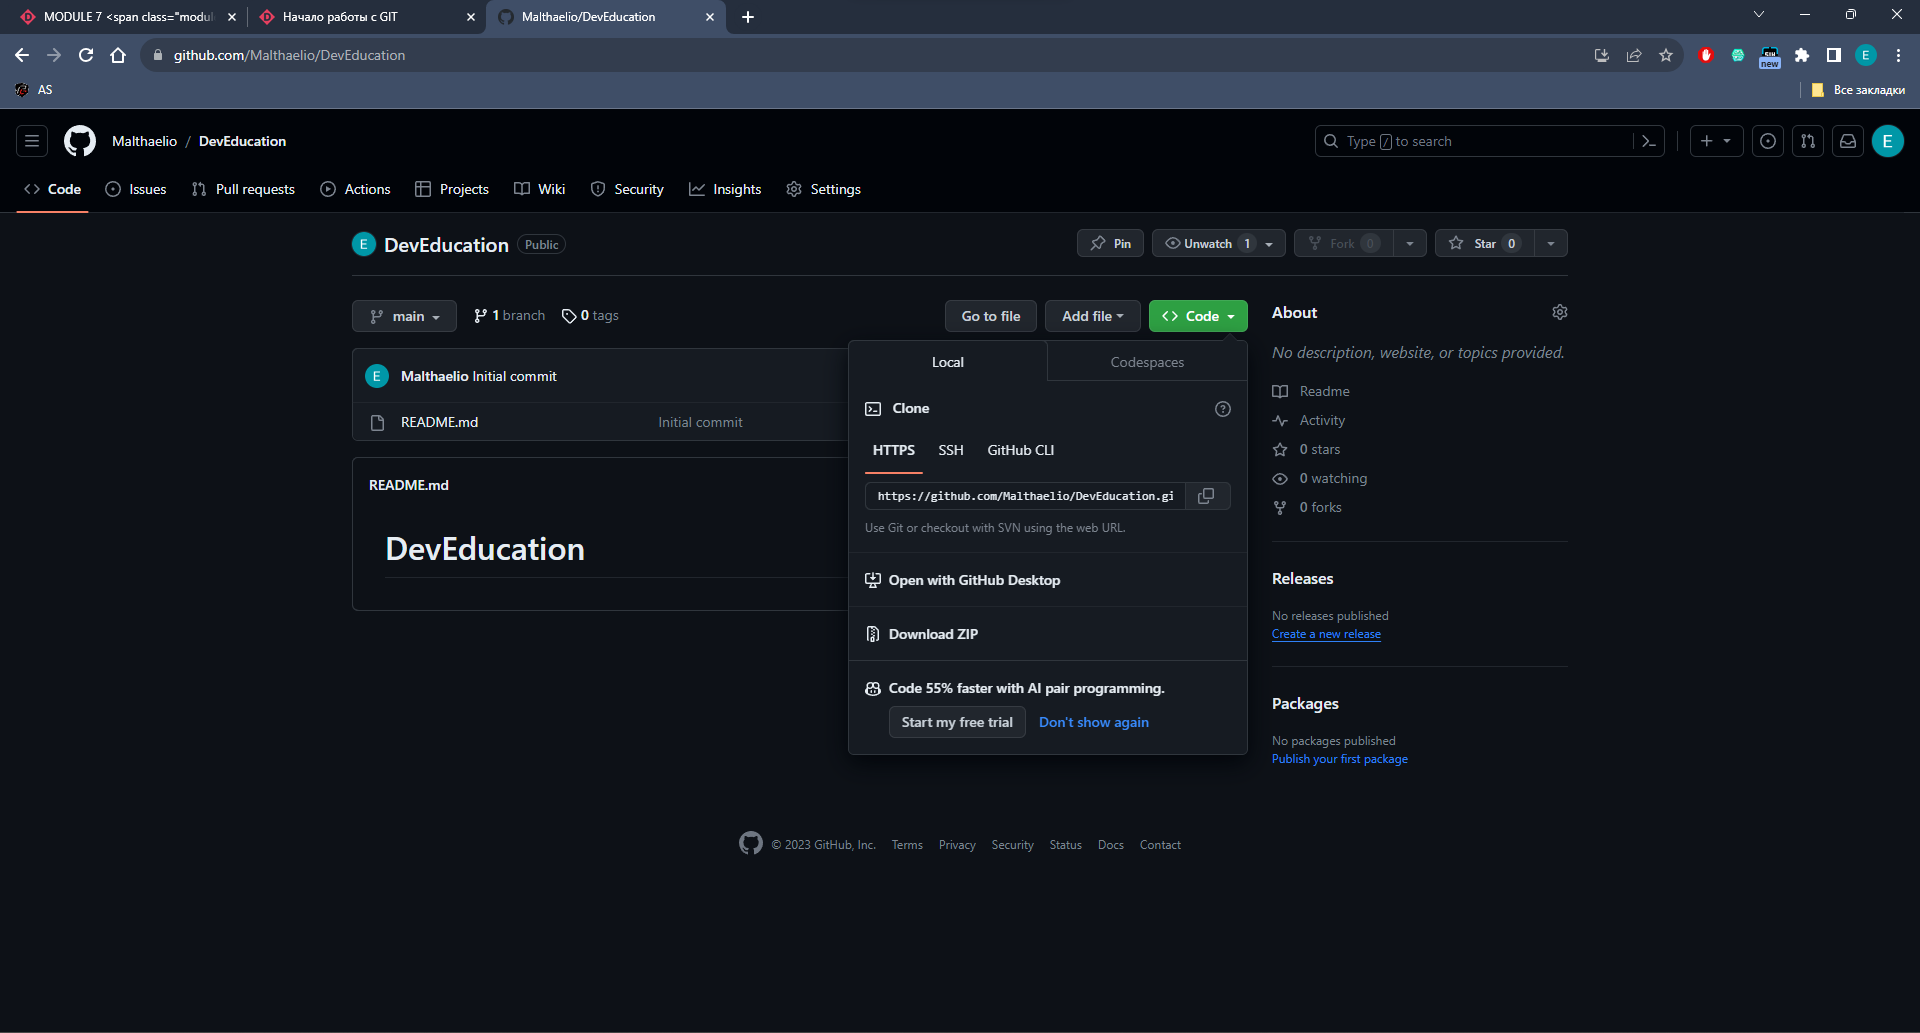 MODULE 7 <span class="modul
Начало работы с GIT
Malthaelio/DevEducation
github.com/Malthaelio/DevEducation
new
E
AS
Все закладки
Malthaelio / DevEducation
Type / to search
E
Code
Issues
Pull requests
Actions
Projects
Wiki
Security
Insights
Settings
E
DevEducation
Public
Pin
Unwatch 1
Fork 0
Star 0
main
1 branch
0 tags
Go to file
Add file
Code
E
Malthaelio Initial commit
README.md
Initial commit
README.md
DevEducation
Local
Codespaces
Clone
HTTPS
SSH
GitHub CLI
https://github.com/Malthaelio/DevEducation.gi
Use Git or checkout with SVN using the web URL.
Open with GitHub Desktop
Download ZIP
Code 55% faster with AI pair programming.
Start my free trial
Don't show again
About
No description, website, or topics provided.
Readme
Activity
0 stars
0 watching
0 forks
Releases
No releases published
Create a new release
Packages
No packages published
Publish your first package
© 2023 GitHub, Inc.
Terms
Privacy
Security
Status
Docs
Contact